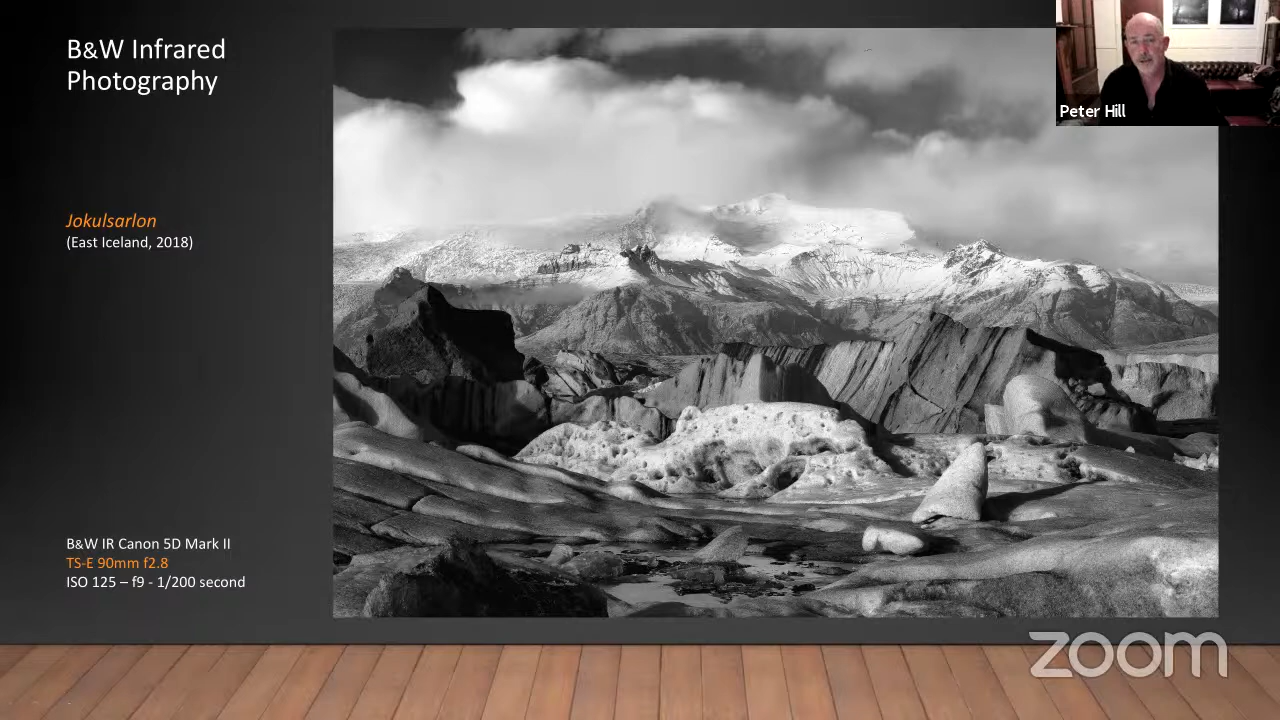 B&W Infrared
Photography
Peter Hill
Jokulsarlon
(East Iceland, 2018)
B&W IR Canon 5D Mark II
TS-E 90mm f2.8
ISO 125 – f9 - 1/200 second
zoom